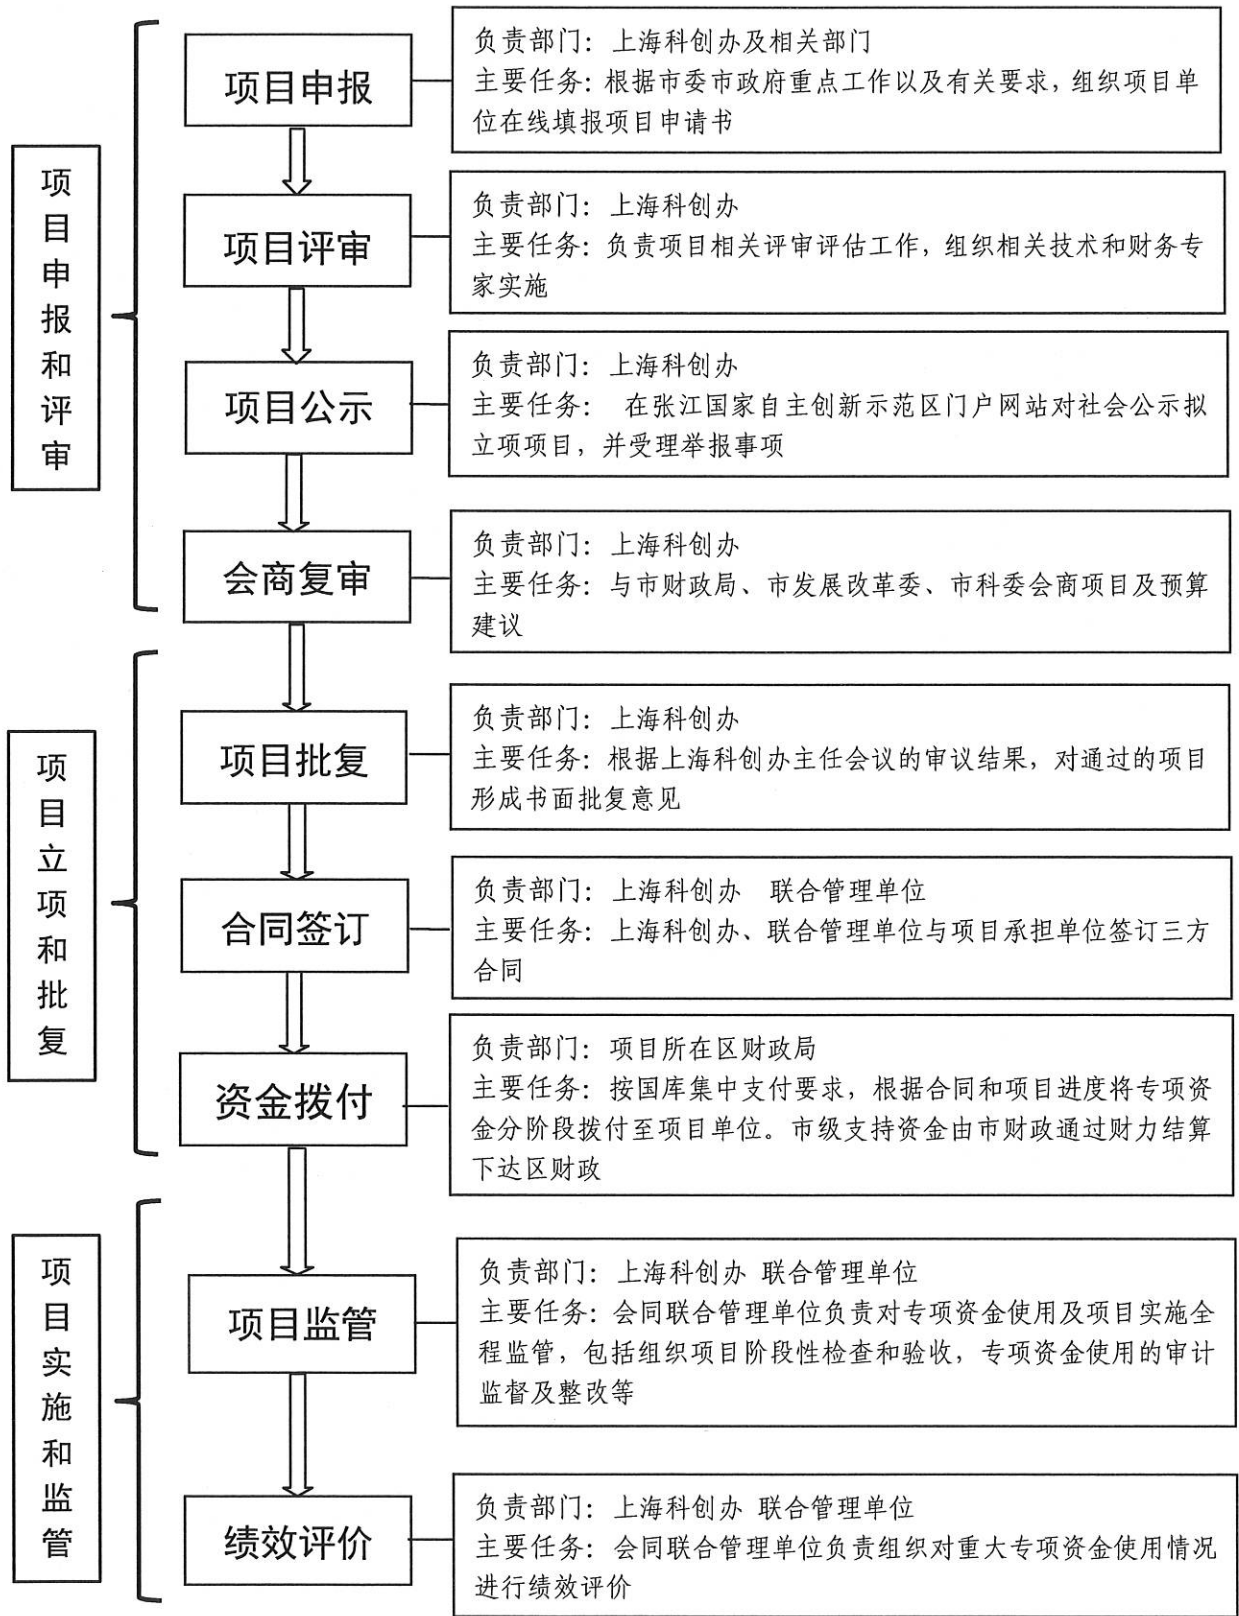 项目申报和评审
项目申报
负责部门：上海科创办及相关部门
主要任务：根据市委市政府重点工作以及有关要求，组织项目单
位在线填报项目申请书
项目评审
负责部门：上海科创办
主要任务：负责项目相关评审评估工作，组织相关技术和财务专
家实施
项目公示
负责部门：上海科创办
主要任务： 在张江国家自主创新示范区门户网站对社会公示拟
立项项目，并受理举报事项
会商复审
负责部门：上海科创办
主要任务：与市财政局、市发展改革委、市科委会商项目及预算
建议
项目立项和批复
项目批复
负责部门：上海科创办
主要任务：根据上海科创办主任会议的审议结果，对通过的项目
形成书面批复意见
合同签订
负责部门：上海科创办 联合管理单位
主要任务：上海科创办、联合管理单位与项目承担单位签订三方
合同
资金拨付
负责部门：项目所在区财政局
主要任务：按国库集中支付要求，根据合同和项目进度将专项资
金分阶段拨付至项目单位。市级支持资金由市财政通过财力结算
下达区财政
项目实施和监管
项目监管
负责部门：上海科创办 联合管理单位
主要任务：会同联合管理单位负责对专项资金使用及项目实施全
程监管，包括组织项目阶段性检查和验收，专项资金使用的审计
监督及整改等
绩效评价
负责部门：上海科创办 联合管理单位
主要任务：会同联合管理单位负责组织对重大专项资金使用情况
进行绩效评价